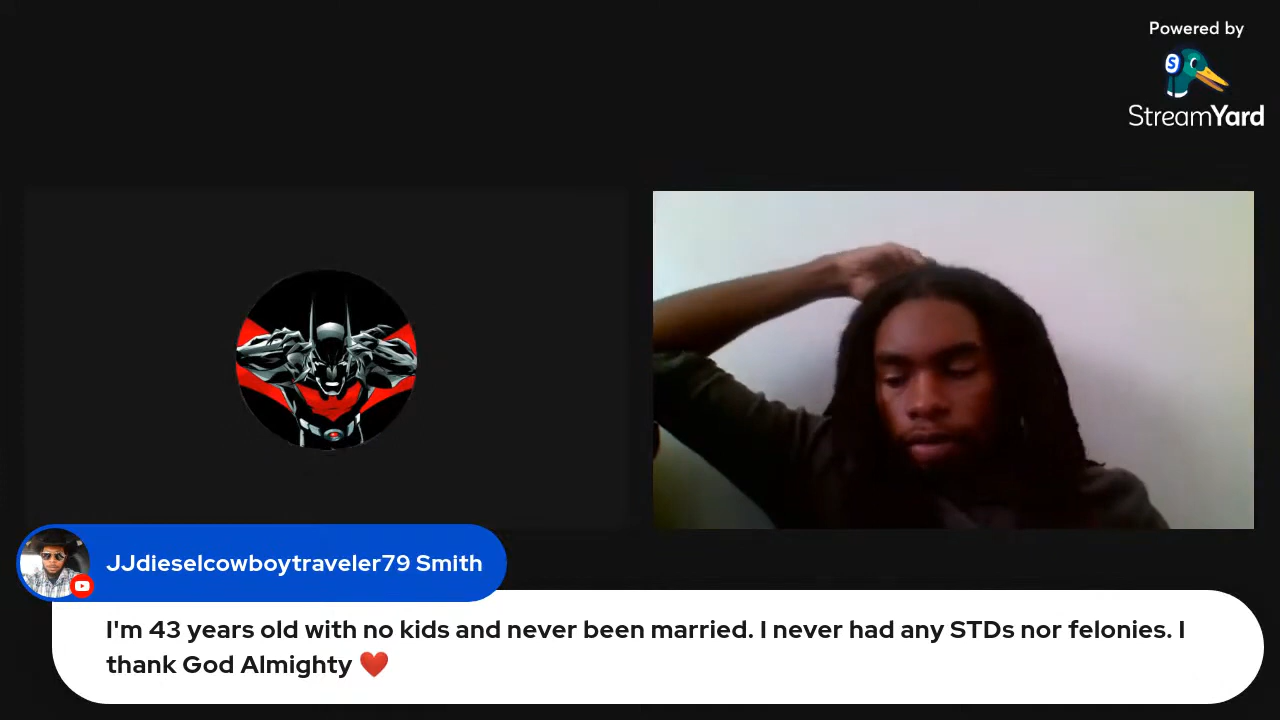 Powered by
StreamYard
JJdieselcowboytraveler79 Smith
I'm 43 years old with no kids and never been married. I never had any STDs nor felonies. I
thank God Almighty ❤️